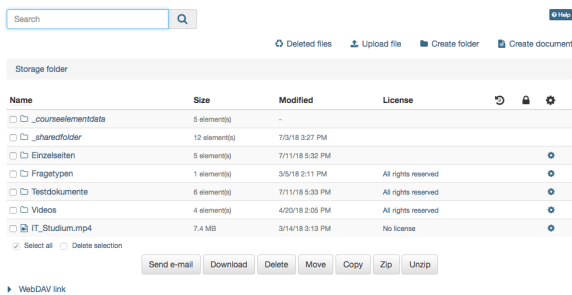 Search
Help
Deleted files Upload file Create folder Create document
Storage folder
Name Size Modified License
_courseelementdata 5 element(s) -
_sharedfolder 12 element(s) 7/3/18 3:27 PM
Einzelseiten 5 element(s) 7/11/18 5:32 PM
Fragetypen 1 element(s) 3/5/18 2:11 PM All rights reserved
Testdokumente 6 element(s) 7/11/18 5:33 PM All rights reserved
Videos 4 element(s) 4/20/18 2:05 PM All rights reserved
IT_Studium.mp4 7.4 MB 3/14/18 3:13 PM No license
Select all Delete selection
Send e-mail Download Delete Move Copy Zip Unzip
WebDAV link